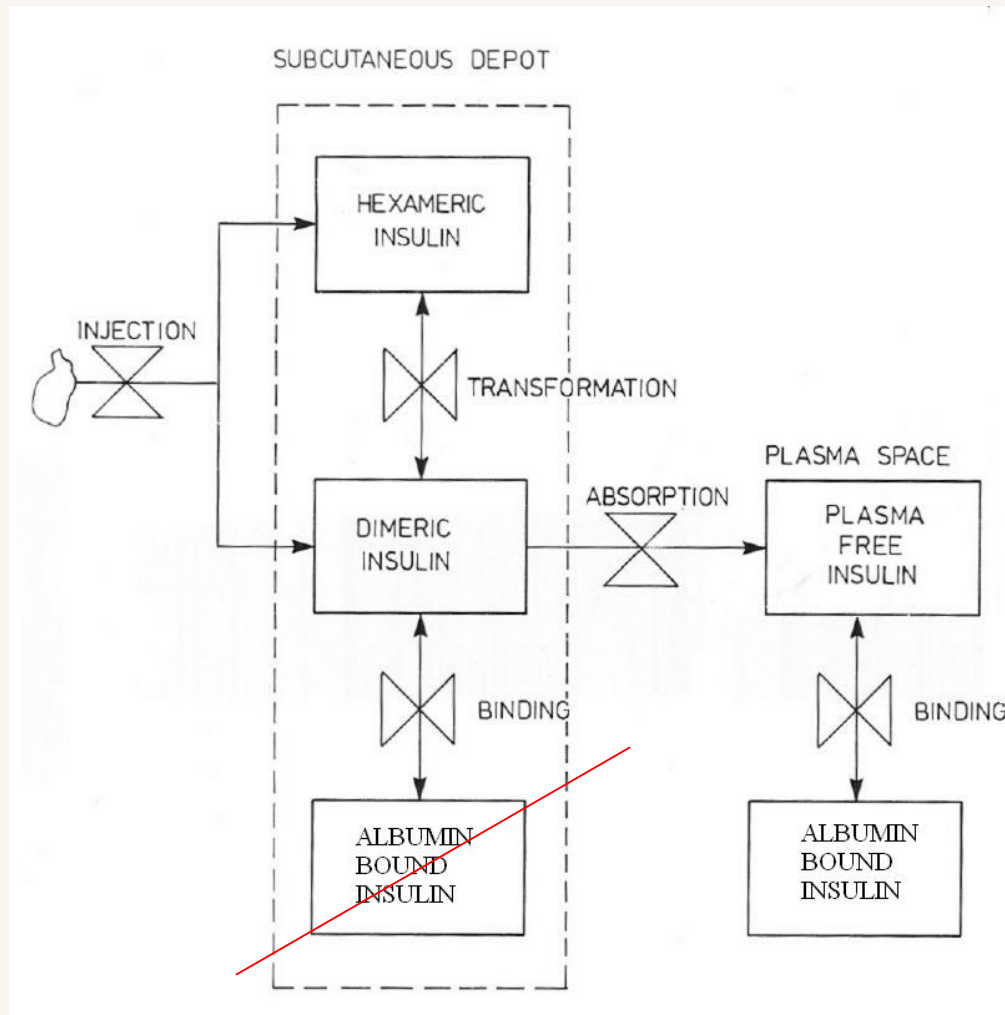 SUBCUTANEOUS DEPOT
HEXAMERIC
INSULIN
INJECTION
TRANSFORMATION
PLASMA SPACE
ABSORPTION
DIMERIC
INSULIN
PLASMA
FREE
INSULIN
BINDING
BINDING
ALBUMIN
BOUND
INSULIN
ALBUMIN
BOUND
INSULIN